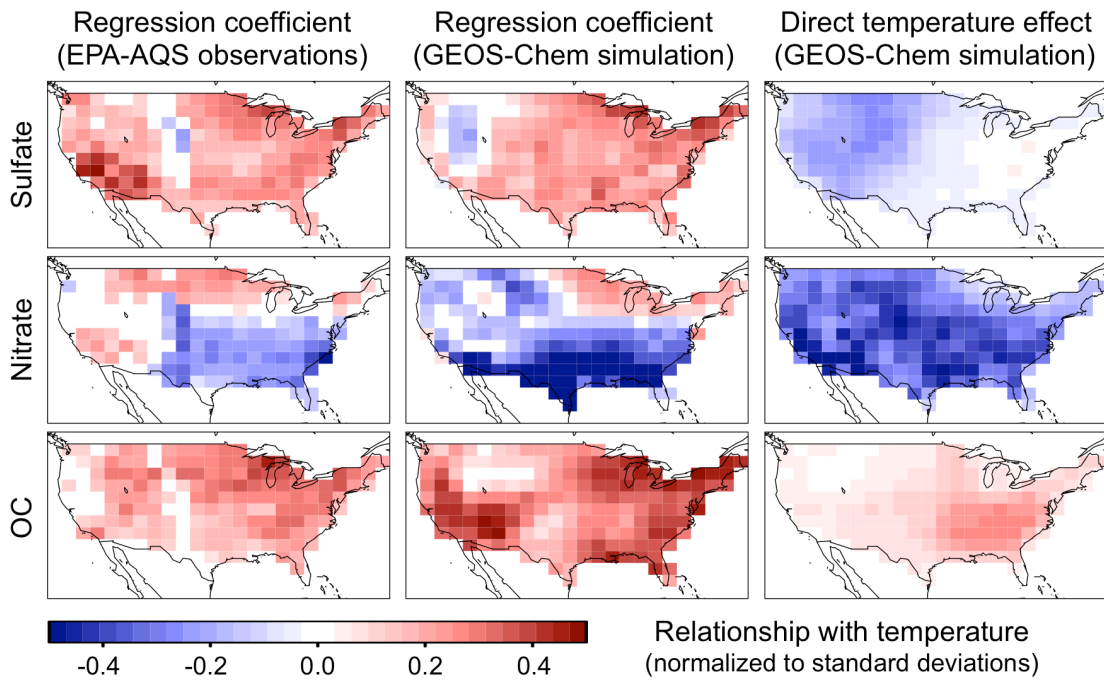 Regression coefficient
(EPA-AQS observations)
Regression coefficient
(GEOS-Chem simulation)
Direct temperature effect
(GEOS-Chem simulation)
Sulfate
Nitrate
OC
-0.4 -0.2 0.0 0.2 0.4
Relationship with temperature
(normalized to standard deviations)